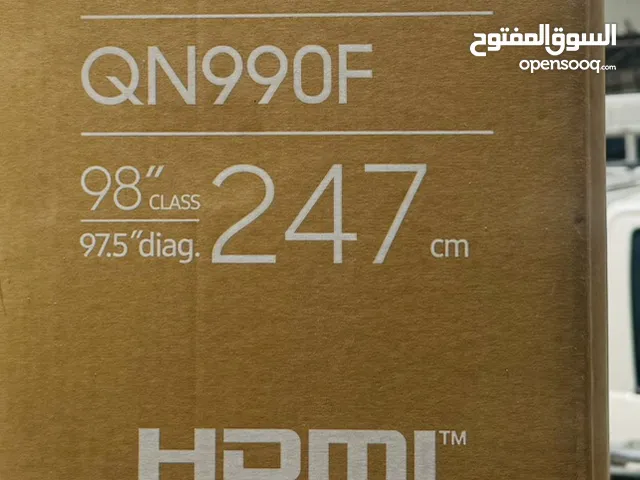 السوق المفتوح
opensooq.com
QN990F
98" CLASS
97.5" diag.
247 cm
HDMI™